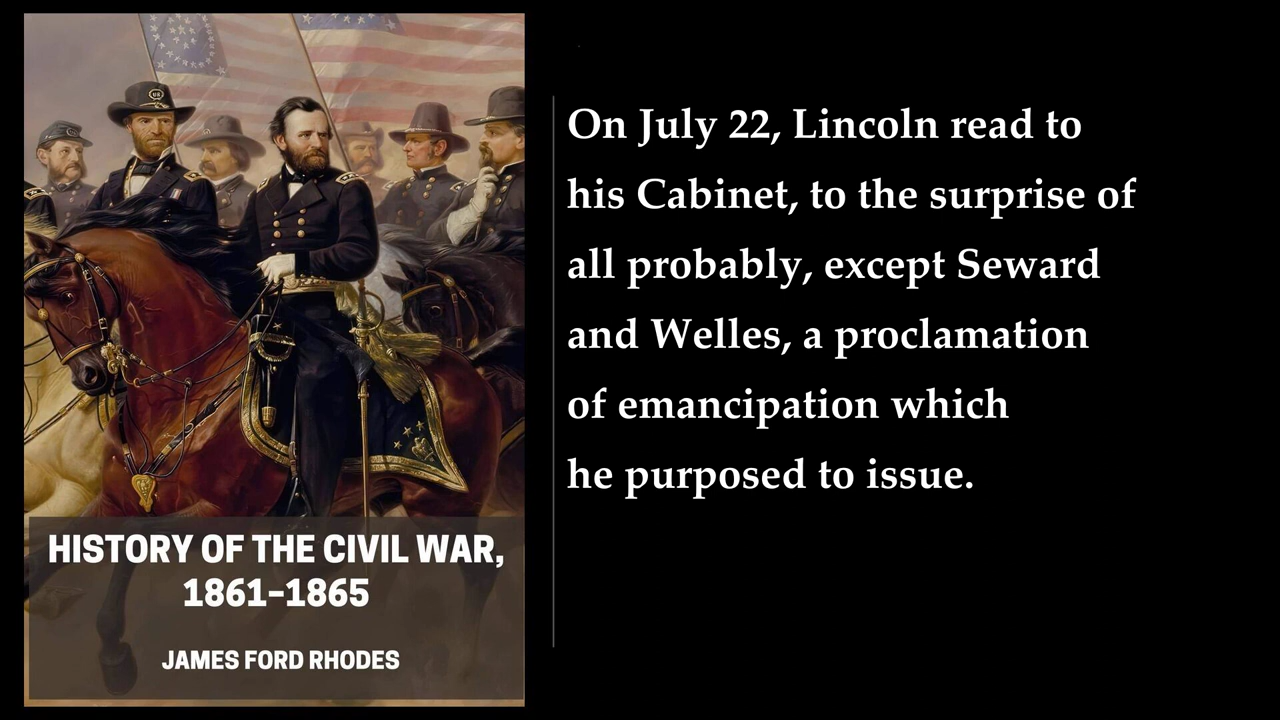 HISTORY OF THE CIVIL WAR,
1861–1865
JAMES FORD RHODES
On July 22, Lincoln read to
his Cabinet, to the surprise of
all probably, except Seward
and Welles, a proclamation
of emancipation which
he purposed to issue.